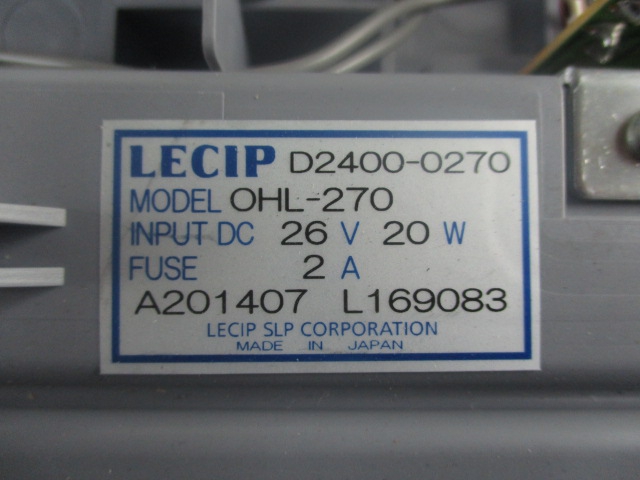 LECIP D2400-0270
MODEL OHL-270
INPUT DC 26 V 20 W
FUSE 2 A
A201407 L169083
LECIP SLP CORPORATION
MADE IN JAPAN